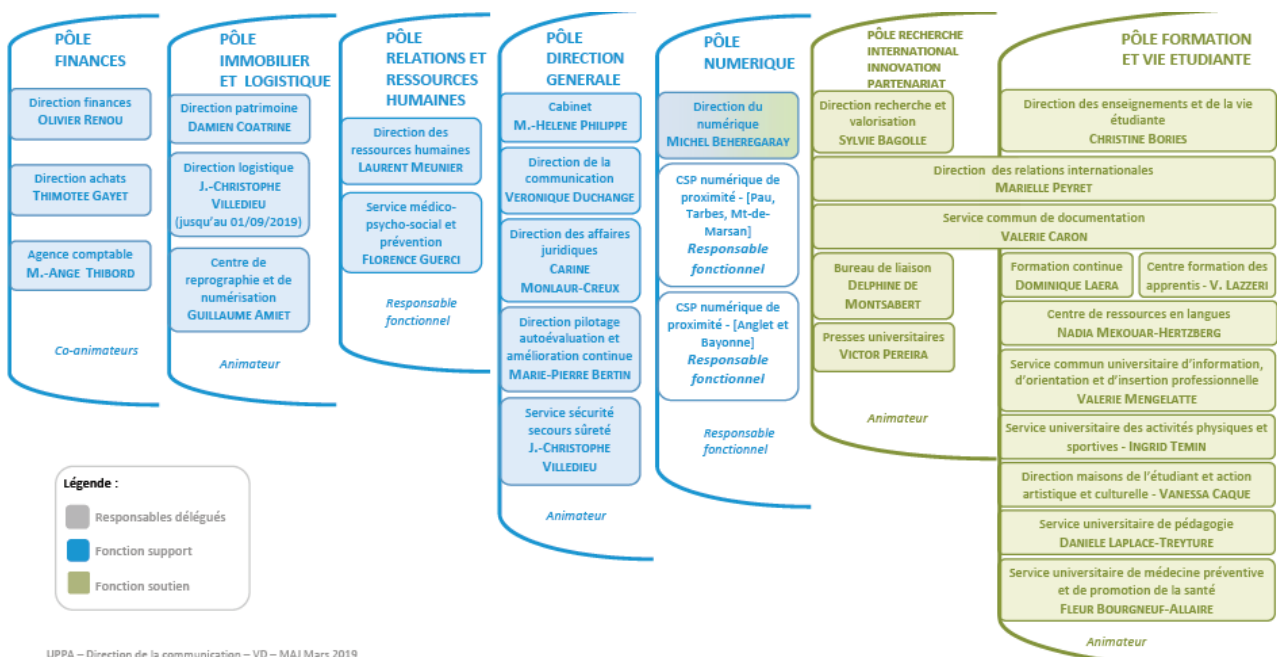 PÔLE
FINANCES
Direction finances
OLIVIER RENOU
Direction achats
THIMOTEE GAYET
Agence comptable
M.-ANGE THIBORD
Co-animateurs
PÔLE
IMMOBILIER
ET LOGISTIQUE
Direction patrimoine
DAMIEN COATRINE
Direction logistique
J.-CHRISTOPHE
VILLEDIEU
(jusqu'au 01/09/2019)
Centre de
reprographie et de
numérisation
GUILLAUME AMIET
Animateur
PÔLE
RELATIONS ET
RESSOURCES
HUMAINES
Direction des
ressources humaines
LAURENT MEUNIER
Service médico-
psycho-social et
prévention
FLORENCE GUERCI
Responsable
fonctionnel
PÔLE
DIRECTION
GENERALE
Cabinet
M.-HELENE PHILIPPE
Direction de la
communication
VERONIQUE DUCHANGE
Direction des affaires
juridiques
CARINE
MONLAUR-CREUX
Direction pilotage
autoévaluation et
amélioration continue
MARIE-PIERRE BERTIN
Service sécurité
secours sûreté
J.-CHRISTOPHE
VILLEDIEU
Animateur
PÔLE
NUMERIQUE
Direction du
numérique
MICHEL BEHEREGARAY
CSP numérique de
proximité - [Pau,
Tarbes, Mt-de-
Marsan]
Responsable
fonctionnel
CSP numérique de
proximité - [Anglet et
Bayonne]
Responsable
fonctionnel
Responsable
fonctionnel
PÔLE RECHERCHE
INTERNATIONAL
INNOVATION
PARTENARIAT
Direction recherche et
valorisation
SYLVIE BAGOLLE
PÔLE FORMATION
ET VIE ETUDIANTE
Direction des enseignements et de la vie
étudiante
CHRISTINE BORIES
Direction des relations internationales
MARIELLE PEYRET
Service commun de documentation
VALERIE CARON
Bureau de liaison
DELPHINE DE
MONTSABERT
Presses universitaires
VICTOR PEREIRA
Animateur
Formation continue
DOMINIQUE LAERA
Centre formation des
apprentis - V. LAZZERI
Centre de ressources en langues
NADIA MEKOUAR-HERTZBERG
Service commun universitaire d'information,
d'orientation et d'insertion professionnelle
VALERIE MENGELATTE
Service universitaire des activités physiques et
sportives - INGRID TEMIN
Direction maisons de l'étudiant et action
artistique et culturelle - VANESSA CAQUE
Service universitaire de pédagogie
DANIELE LAPLACE-TREYTURE
Service universitaire de médecine préventive
et de promotion de la santé
FLEUR BOURGNEUF-ALLAIRE
Animateur
Légende :
Responsables délégués
Fonction support
Fonction soutien
UPPA – Direction de la communication – VD – MAJ Mars 2019